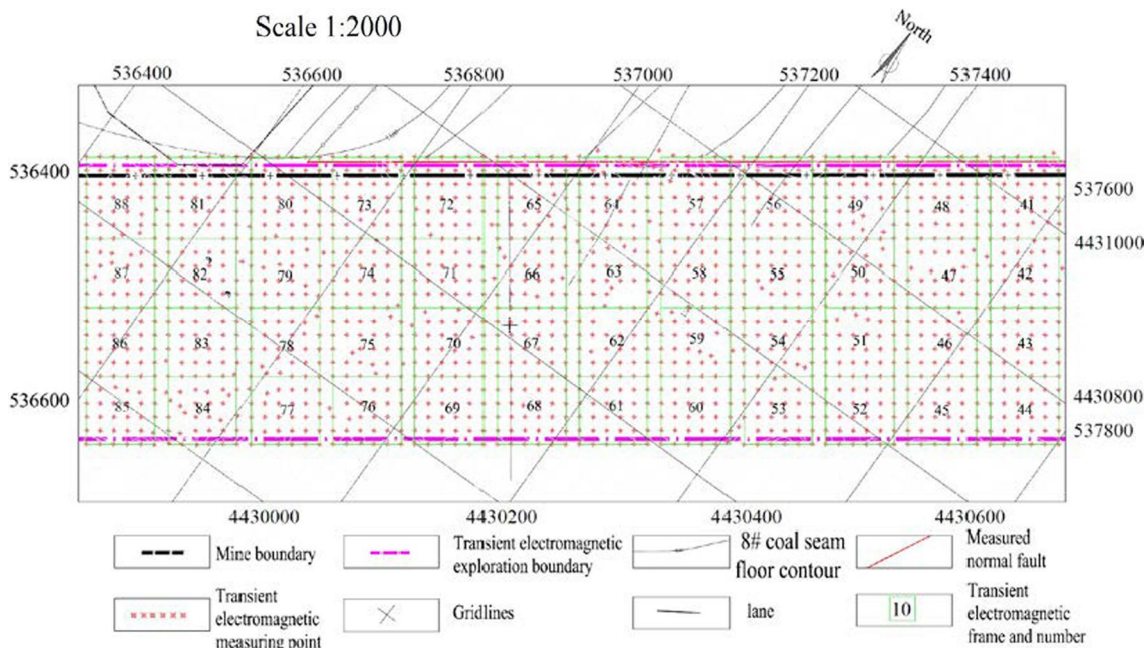 Scale 1:2000
North
536400 536600 536800 537000 537200 537400
536400
537600
88 81 80 73 72 65 64 57 56 49 48 41
4431000
87 82 79 74 71 66 63 58 55 50 47 42
86 83 78 75 70 67 62 59 54 51 46 43
536600
4430800
85 84 77 76 69 68 61 60 53 52 45 44
537800
4430000 4430200 4430400 4430600
Mine boundary
Transient electromagnetic
exploration boundary
8# coal seam
floor contour
Measured
normal fault
Transient
electromagnetic
measuring point
Gridlines
lane
10
Transient
electromagnetic
frame and number